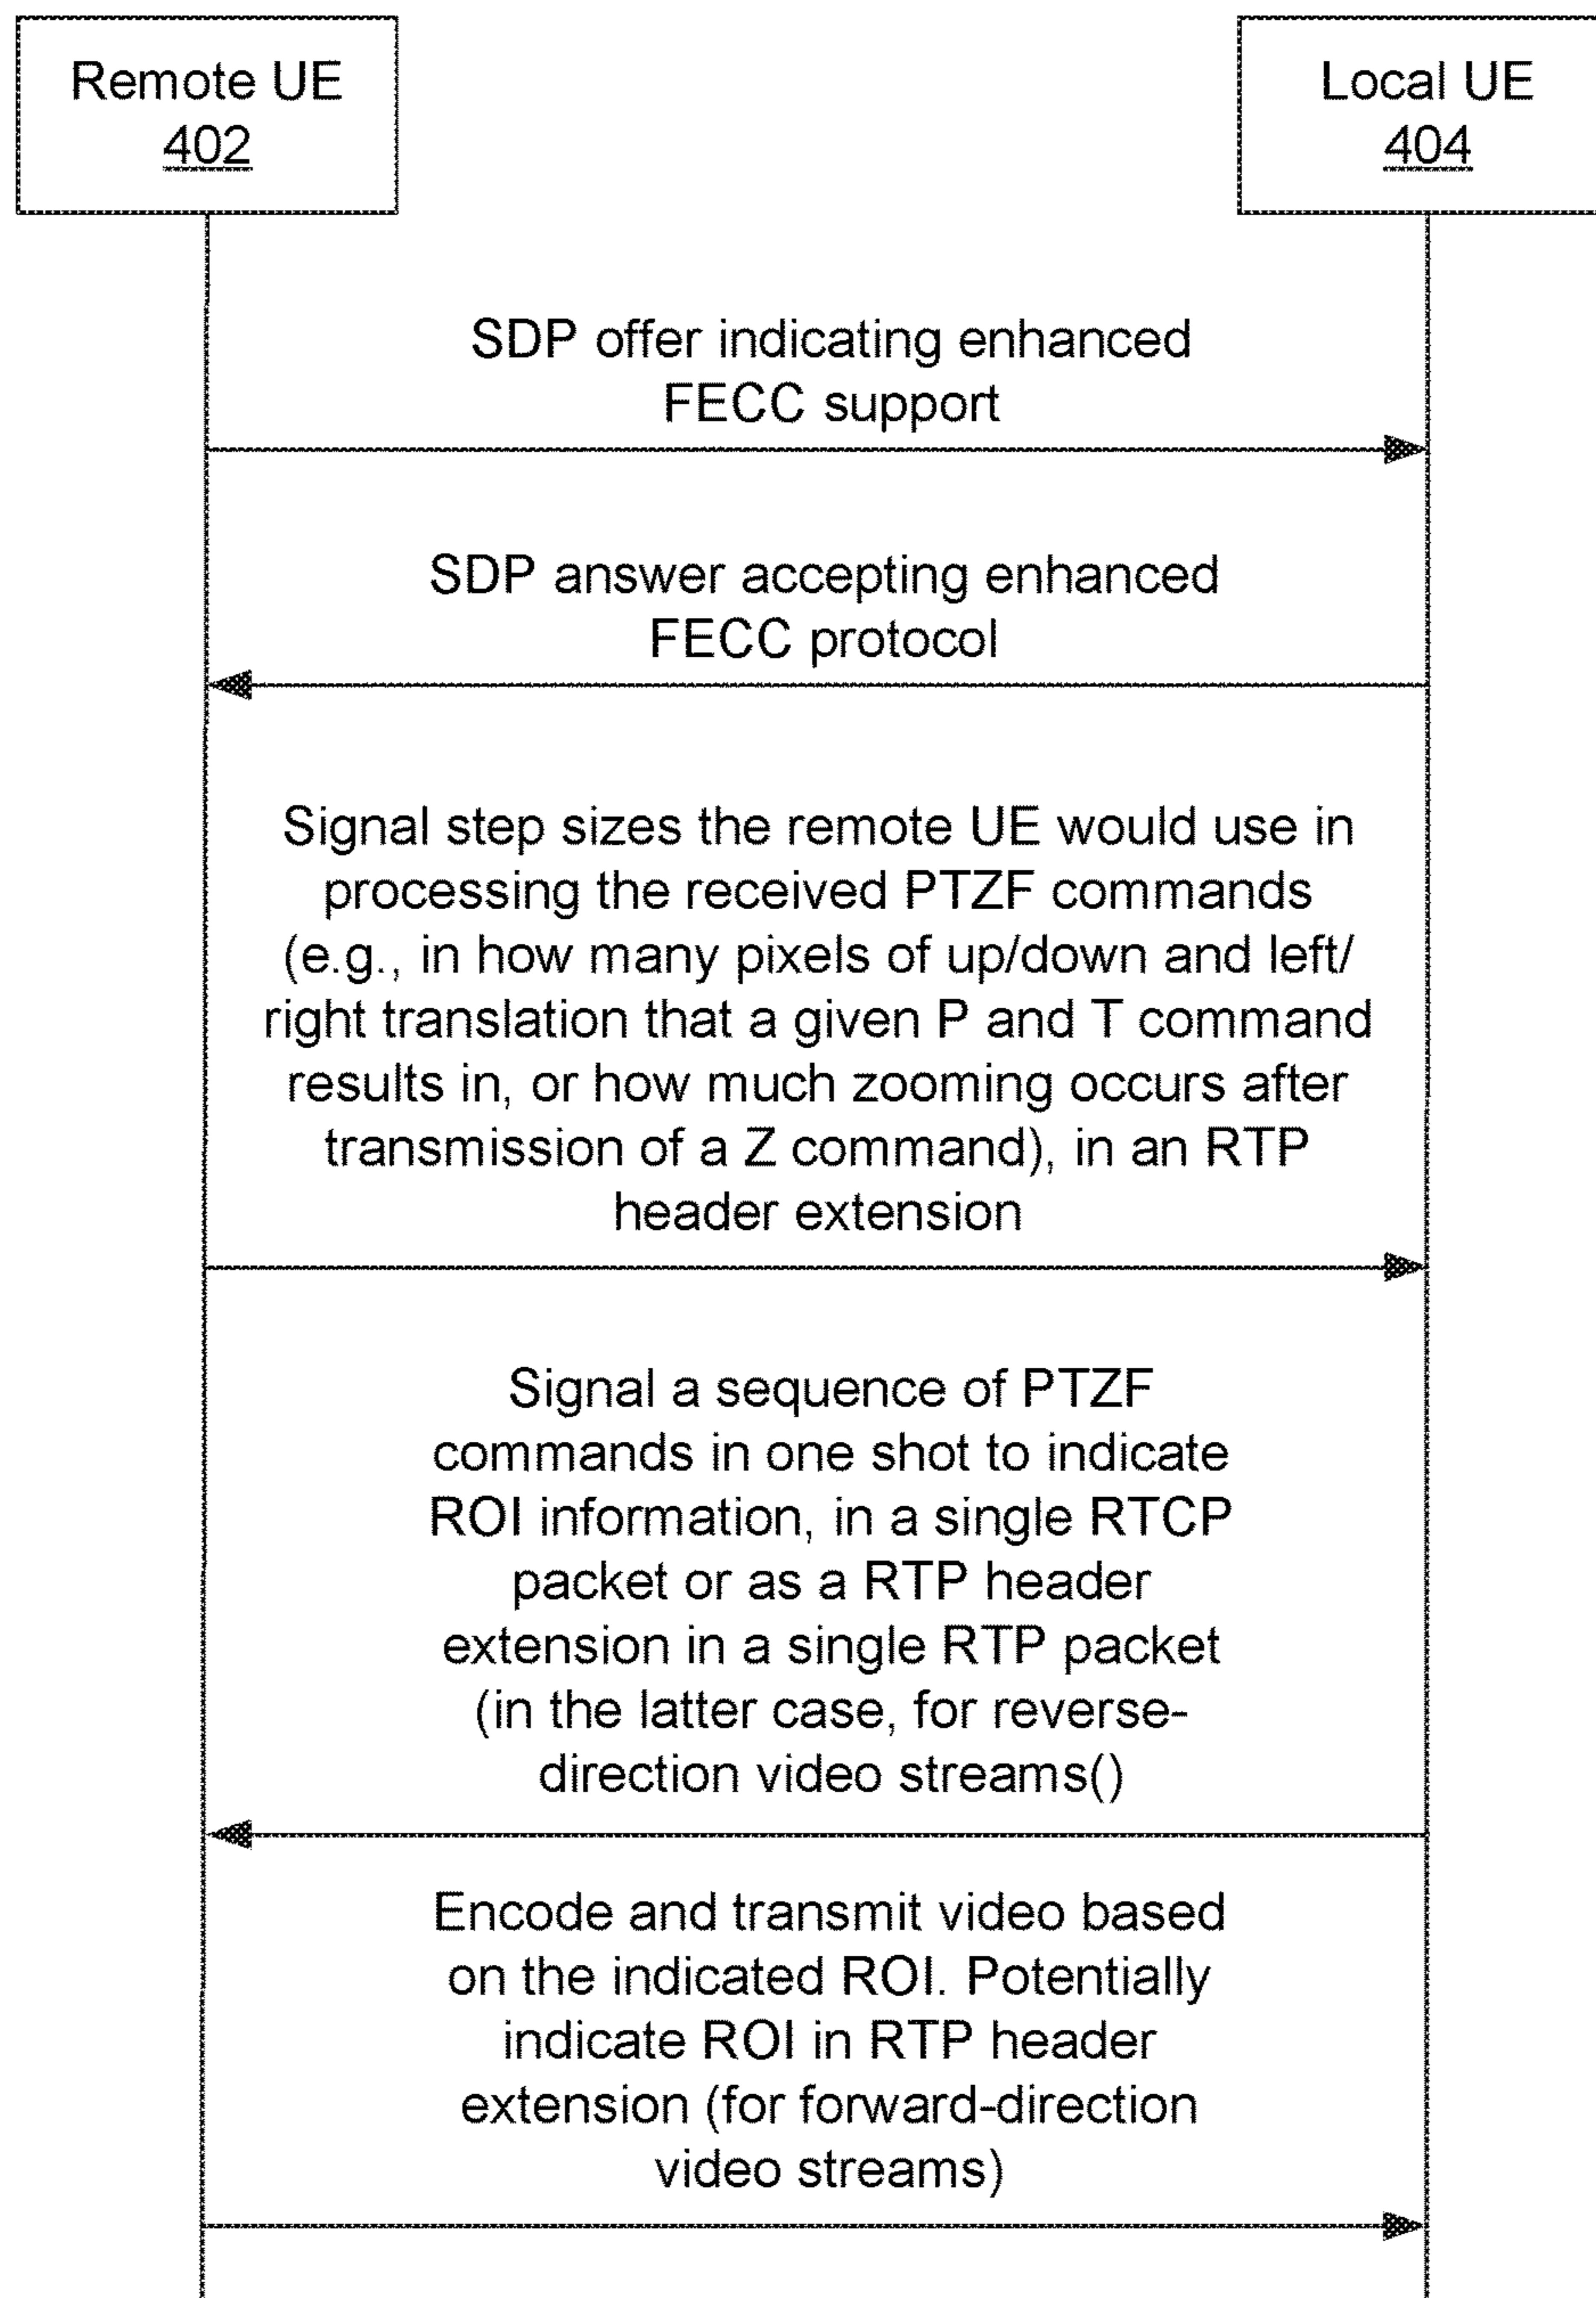 Remote UE
402
Local UE
404
SDP offer indicating enhanced
FECC support
SDP answer accepting enhanced
FECC protocol
Signal step sizes the remote UE would use in
processing the received PTZF commands
(e.g., in how many pixels of up/down and left/
right translation that a given P and T command
results in, or how much zooming occurs after
transmission of a Z command), in an RTP
header extension
Signal a sequence of PTZF
commands in one shot to indicate
ROI information, in a single RTCP
packet or as a RTP header
extension in a single RTP packet
(in the latter case, for reverse-
direction video streams()
Encode and transmit video based
on the indicated ROI. Potentially
indicate ROI in RTP header
extension (for forward-direction
video streams)